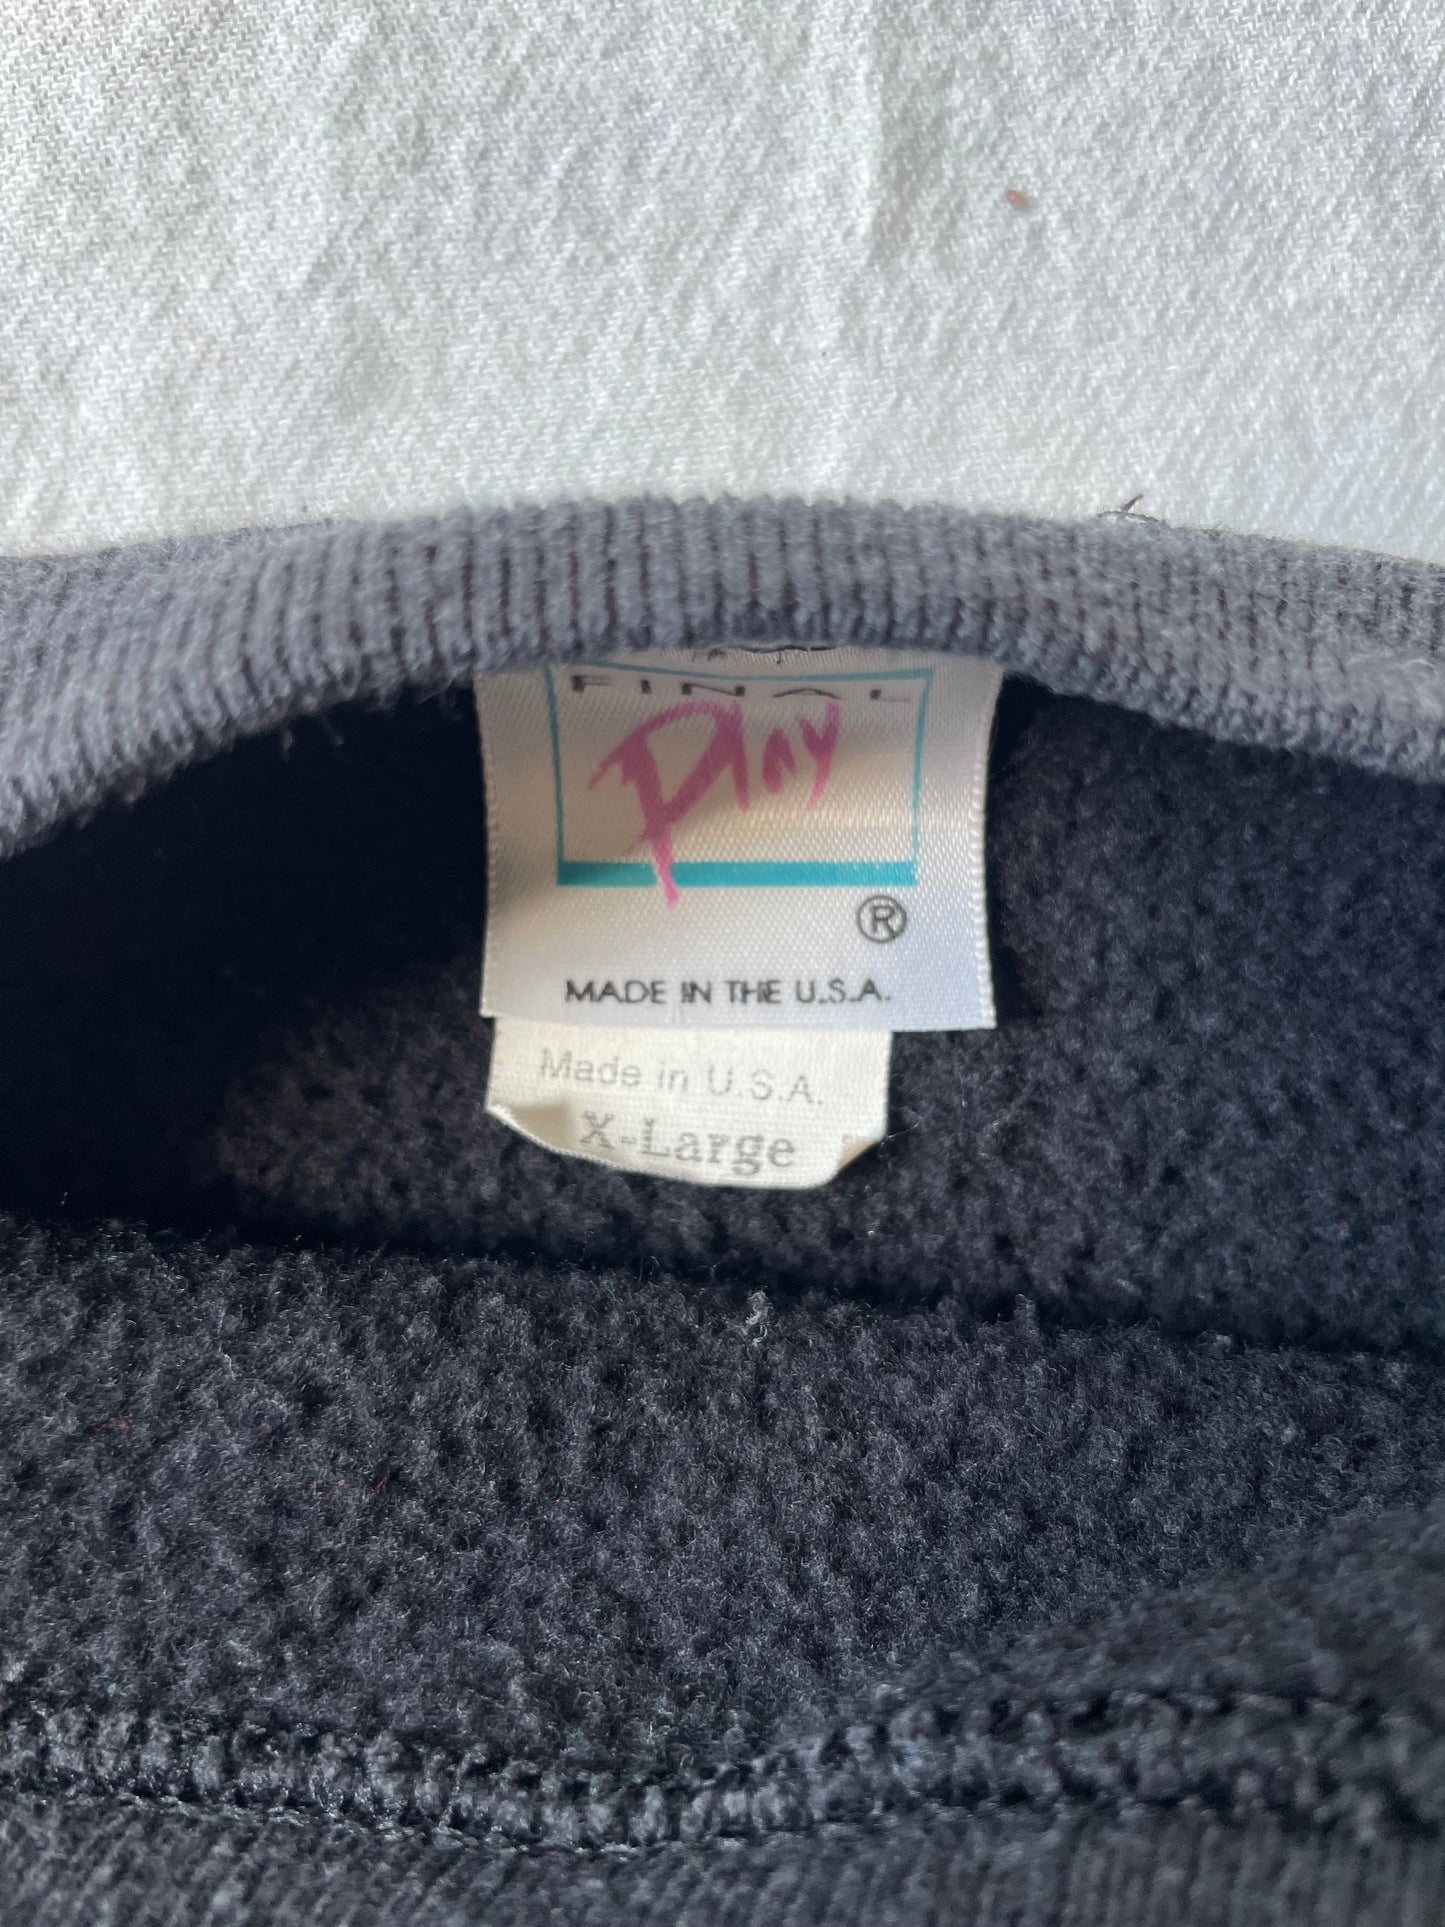 FINAL
Play
®
MADE IN THE U.S.A.
Made in U.S.A.
X-Large